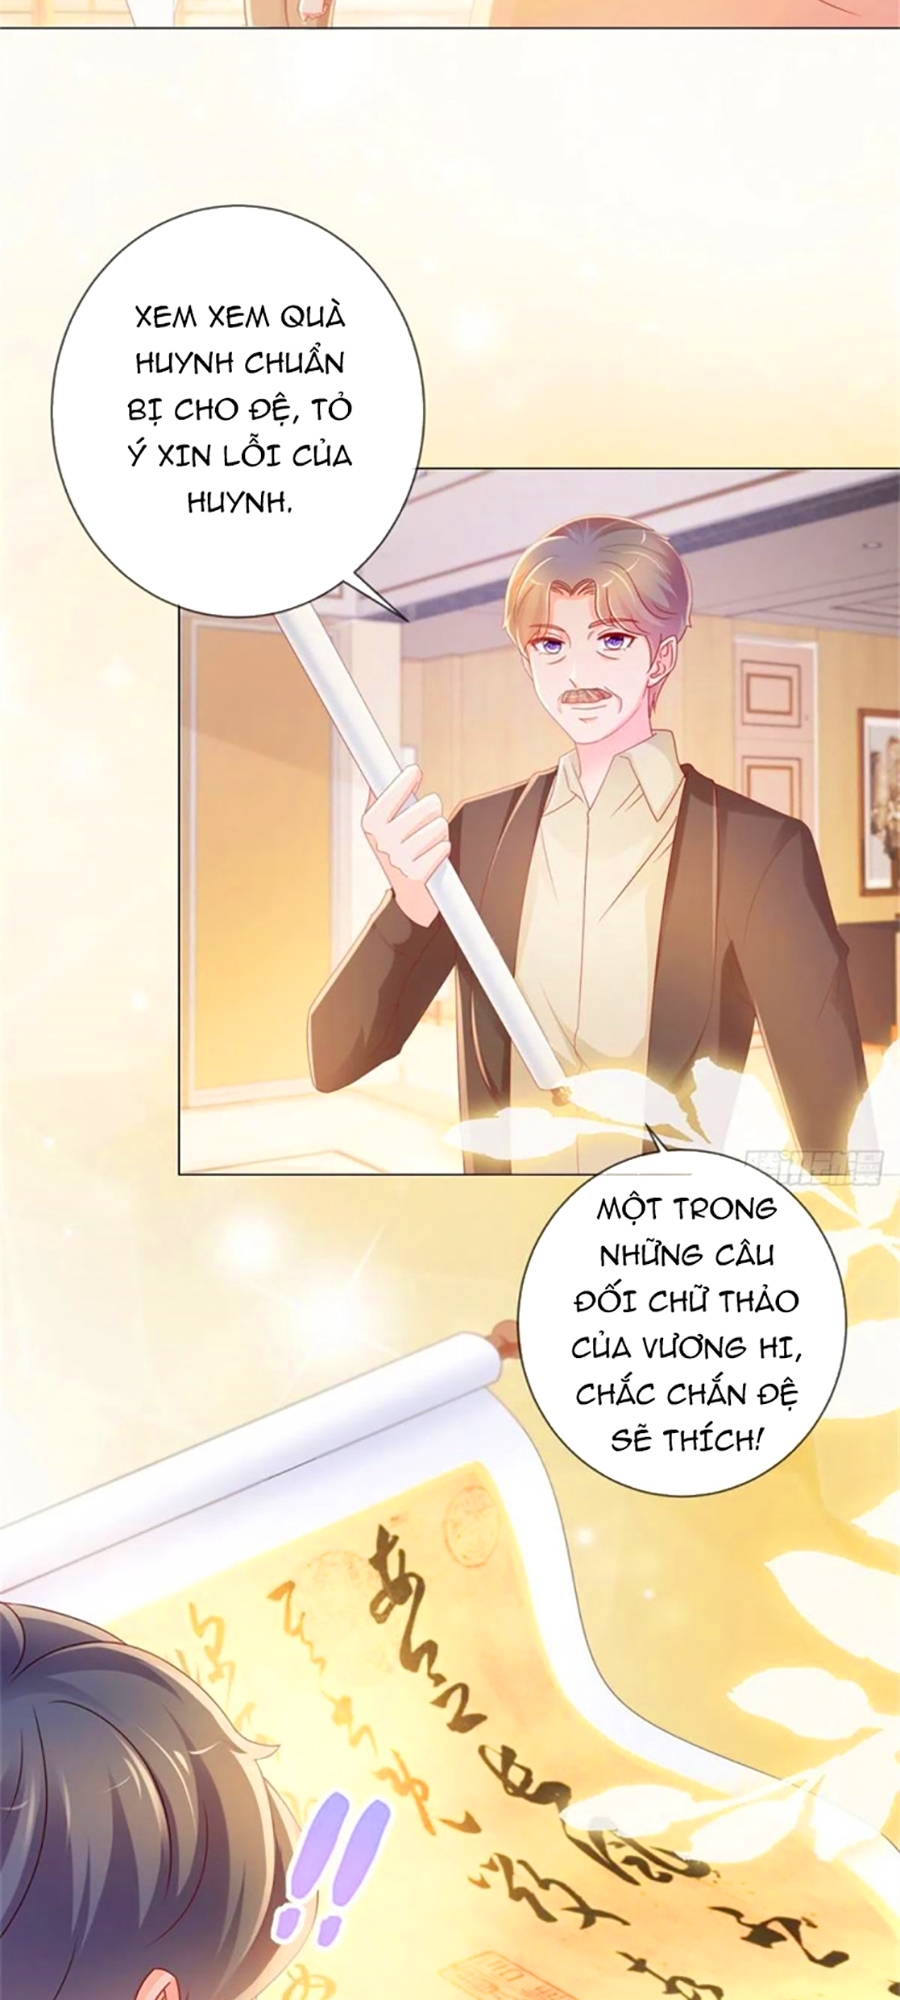 XEM XEM QUÀ
HUYNH CHUẨN
BỊ CHO ĐỆ, TỎ
Ý XIN LỖI CỦA
HUYNH.
MỘT TRONG
NHỮNG CÂU
ĐỐI CHỮ THẢO
CỦA VƯƠNG HI,
CHẮC CHẮN ĐỆ
SẼ THÍCH!
!!